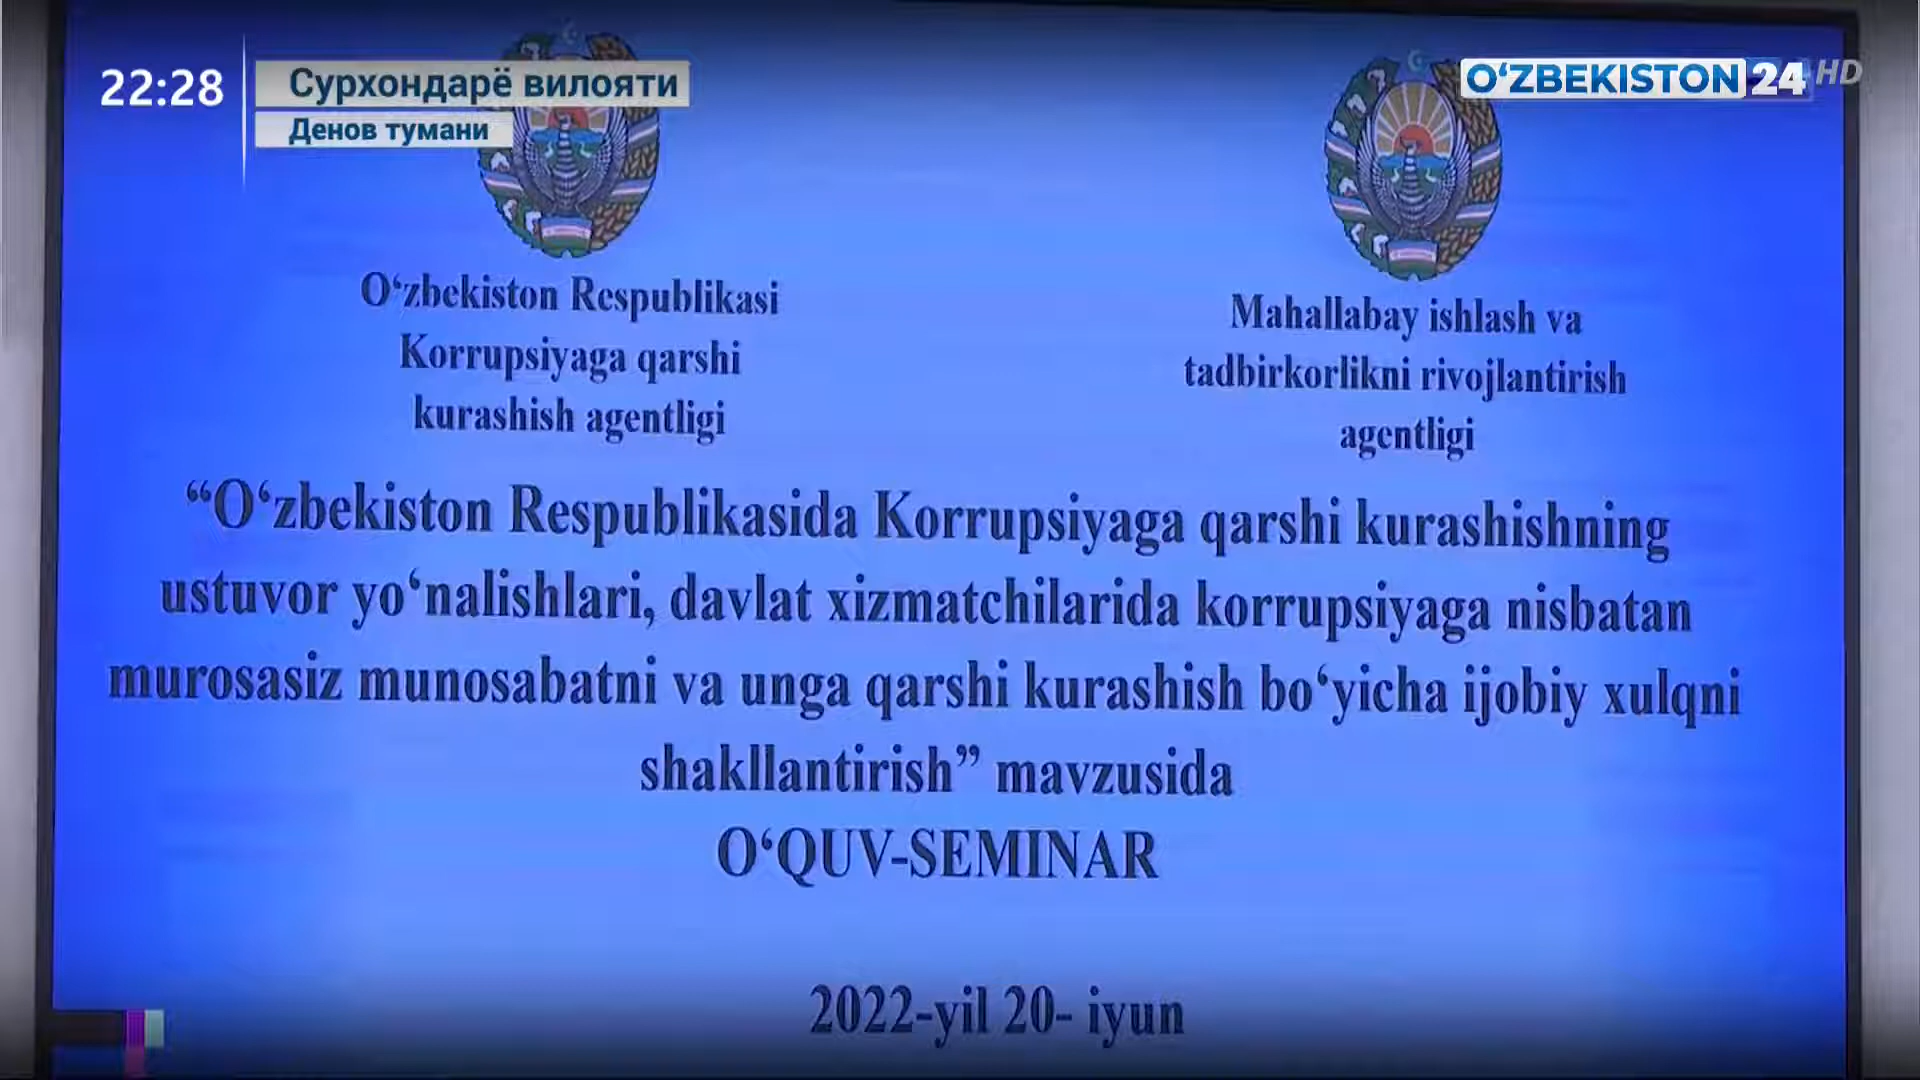 22:28
Сурхондарё вилояти
Денов тумани
O‘ZBEKISTON 24 HD
O‘zbekiston Respublikasi
Korrupsiyaga qarshi
kurashish agentligi
Mahallabay ishlash va
tadbirkorlikni rivojlantirish
agentligi
“O‘zbekiston Respublikasida Korrupsiyaga qarshi kurashishning
ustuvor yo‘nalishlari, davlat xizmatchilarida korrupsiyaga nisbatan
murosasiz munosabatni va unga qarshi kurashish bo‘yicha ijobiy xulqni
shakllantirish” mavzusida
O‘QUV-SEMINAR
2022-yil 20- iyun